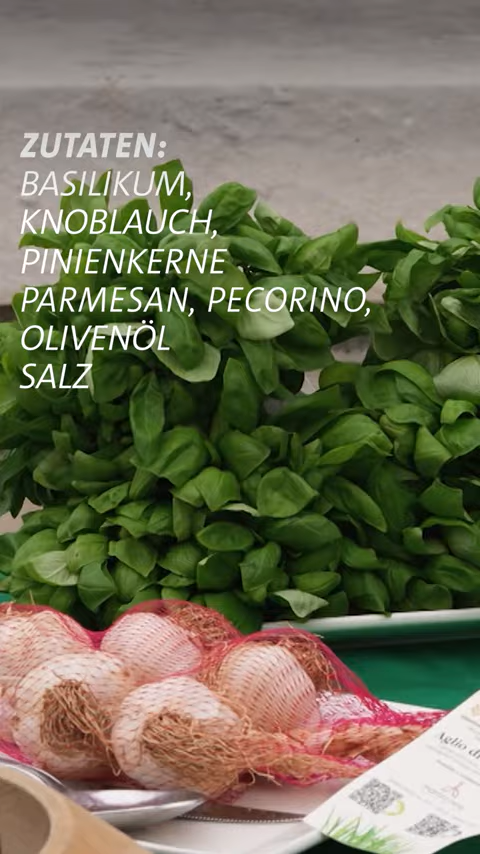 ZUTATEN:
BASILIKUM,
KNOBLAUCH,
PINIENKERNE
PARMESAN, PECORINO,
OLIVENÖL
SALZ
Aglio di